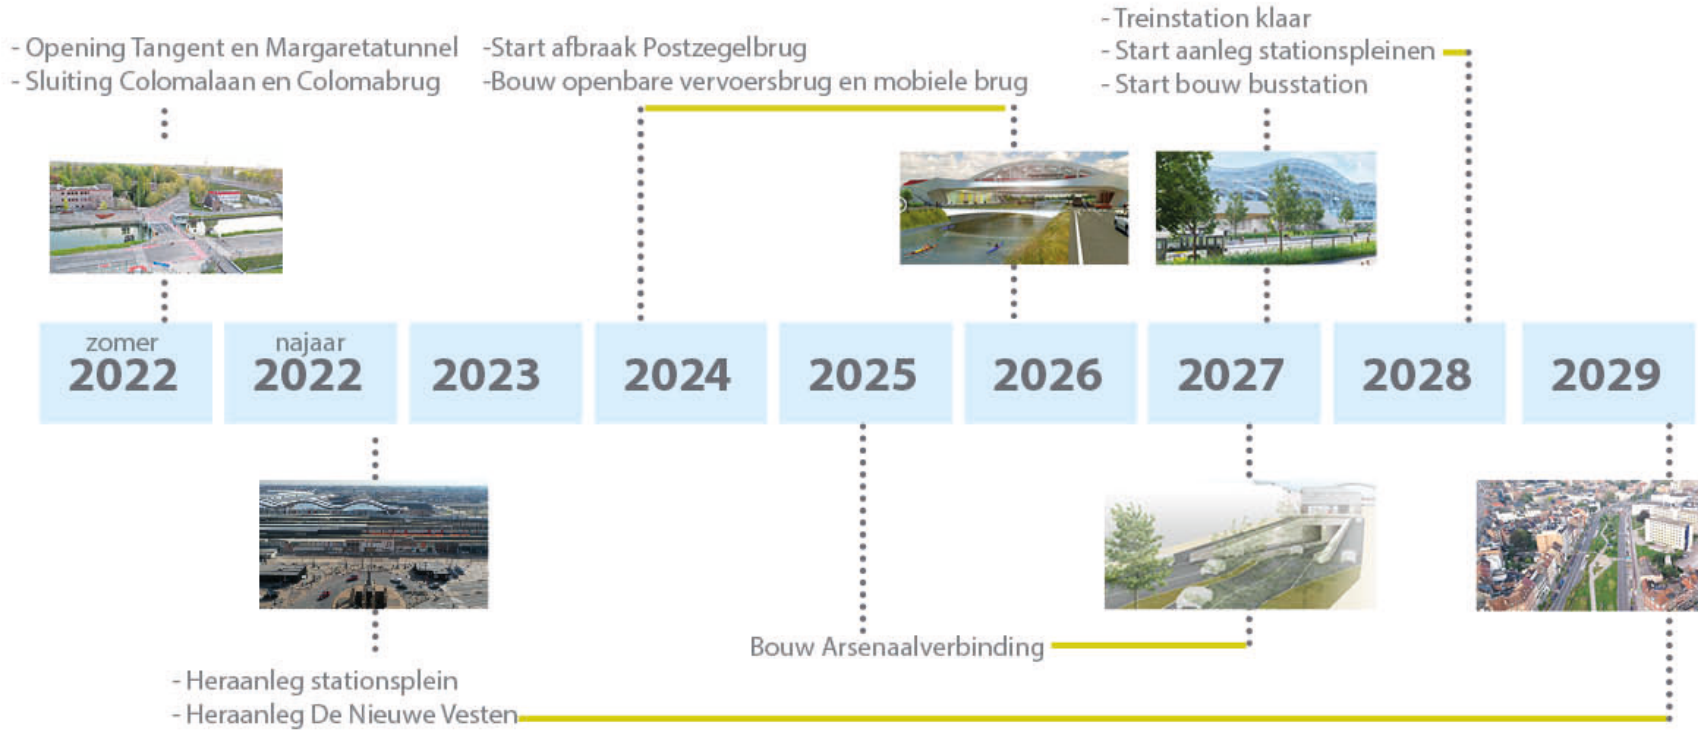 - Opening Tangent en Margaretatunnel
- Sluiting Colomalaan en Colomabrug
-Start afbraak Postzegelbrug
-Bouw openbare vervoersbrug en mobiele brug
- Treinstation klaar
- Start aanleg stationspleinen
- Start bouw busstation
zomer
2022
najaar
2022
2023
2024
2025
2026
2027
2028
2029
Bouw Arsenaalverbinding
- Heraanleg stationsplein
- Heraanleg De Nieuwe Vesten